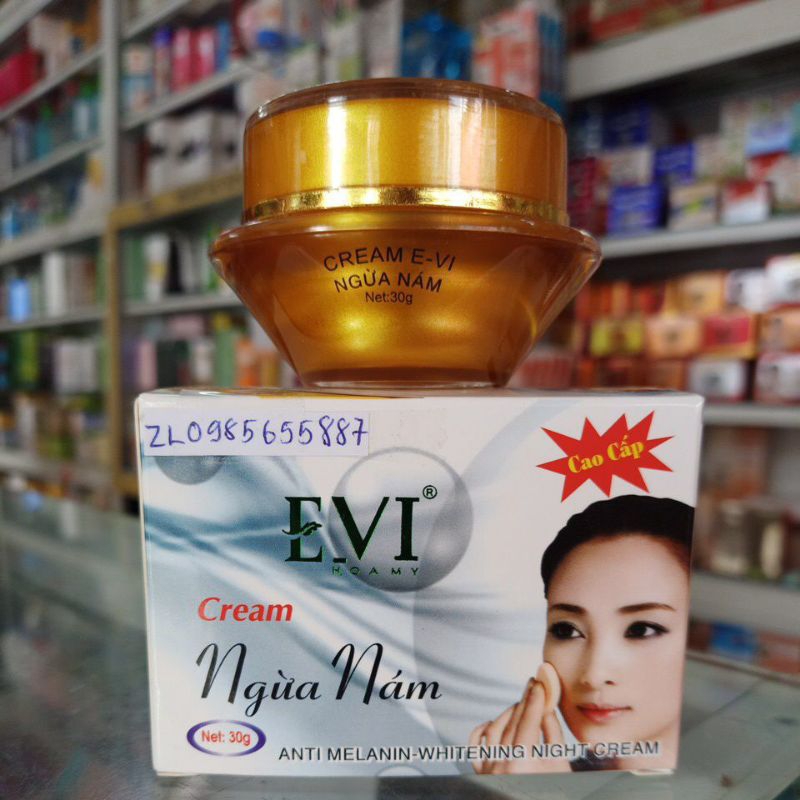 CREAM E-VI
NGỪA NÁM
Net:30g
ZL0985655887
Cao Cấp
E_VI®
HOAMY
Cream
Ngừa Nám
Net: 30g
ANTI MELANIN-WHITENING NIGHT CREAM